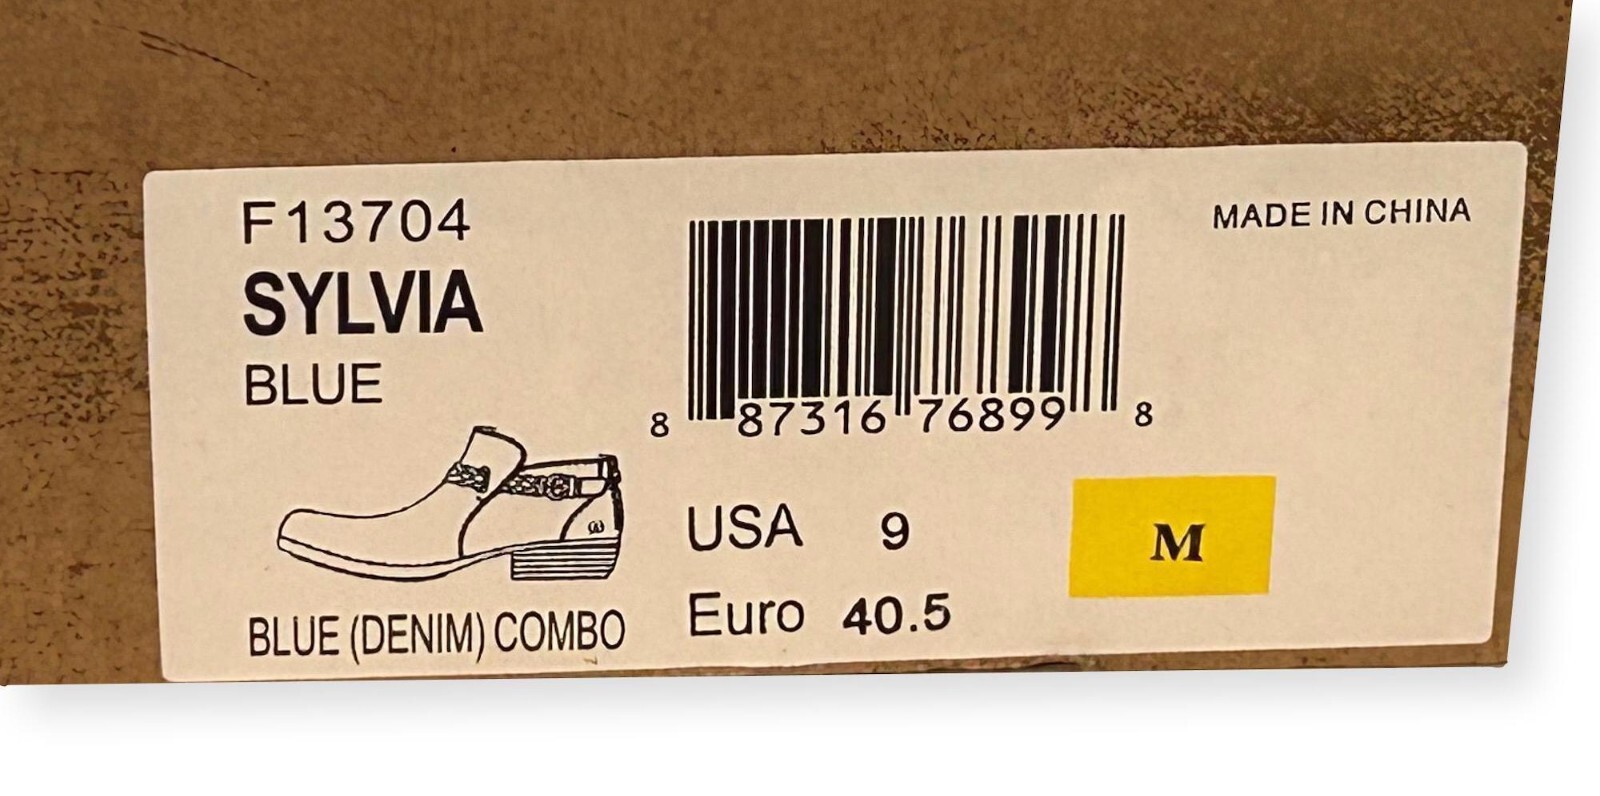 F13704
SYLVIA
BLUE
BLUE (DENIM) COMBO
8 87316 76899 8
USA 9
Euro 40.5
M
MADE IN CHINA